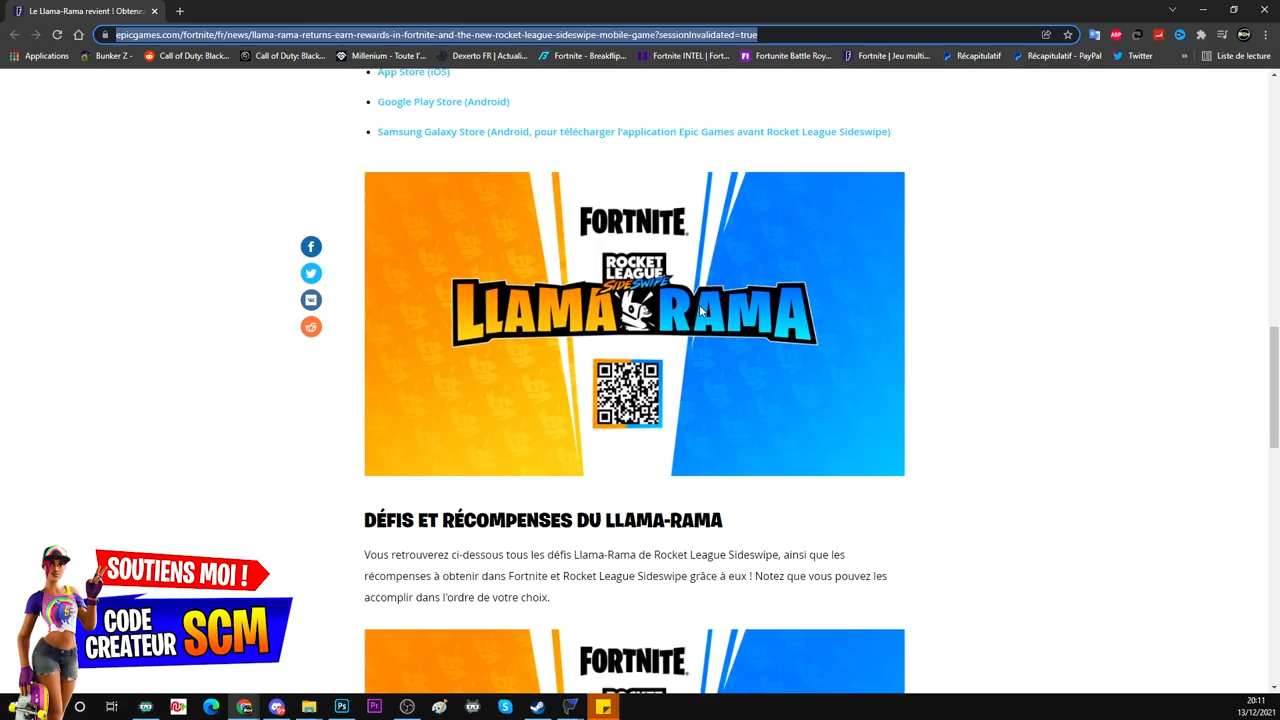 Les Llama-Rama
epicgames.com/fortnite/fr/news/llama-rama-returns-earn-rewards-in-fortnite-and-the-new-rocket-league-sideswipe-mobile-game?sessionInvalidated=true
Applications
Bunker Z -
Call of Duty: Black...
Call of Duty: Black...
Millenium - Toute l'...
Dexerto FR | Actuali...
Fortnite - Breakflip...
Fortnite INTEL | Fort...
Fortunite Battle Roy...
Fortnite | Jeu multi...
Récapitulatif
Récapitulatif - PayPal
Twitter
»
Liste de lecture
App Store (iOS)
Google Play Store (Android)
Samsung Galaxy Store (Android, pour télécharger l'application Epic Games avant Rocket League Sideswipe)
FORTNITE
ROCKET
LEAGUE
SIDESWIPE
LLAMA RAMA
DÉFIS ET RÉCOMPENSES DU LLAMA-RAMA
Vous retrouverez ci-dessous tous les défis Llama-Rama de Rocket League Sideswipe, ainsi que les
récompenses à obtenir dans Fortnite et Rocket League Sideswipe grâce à eux ! Notez que vous pouvez les
accomplir dans l'ordre de votre choix.
FORTNITE
SOUTIENS MOI !
CODE
CREATEUR SCM
20:11
13/12/2021